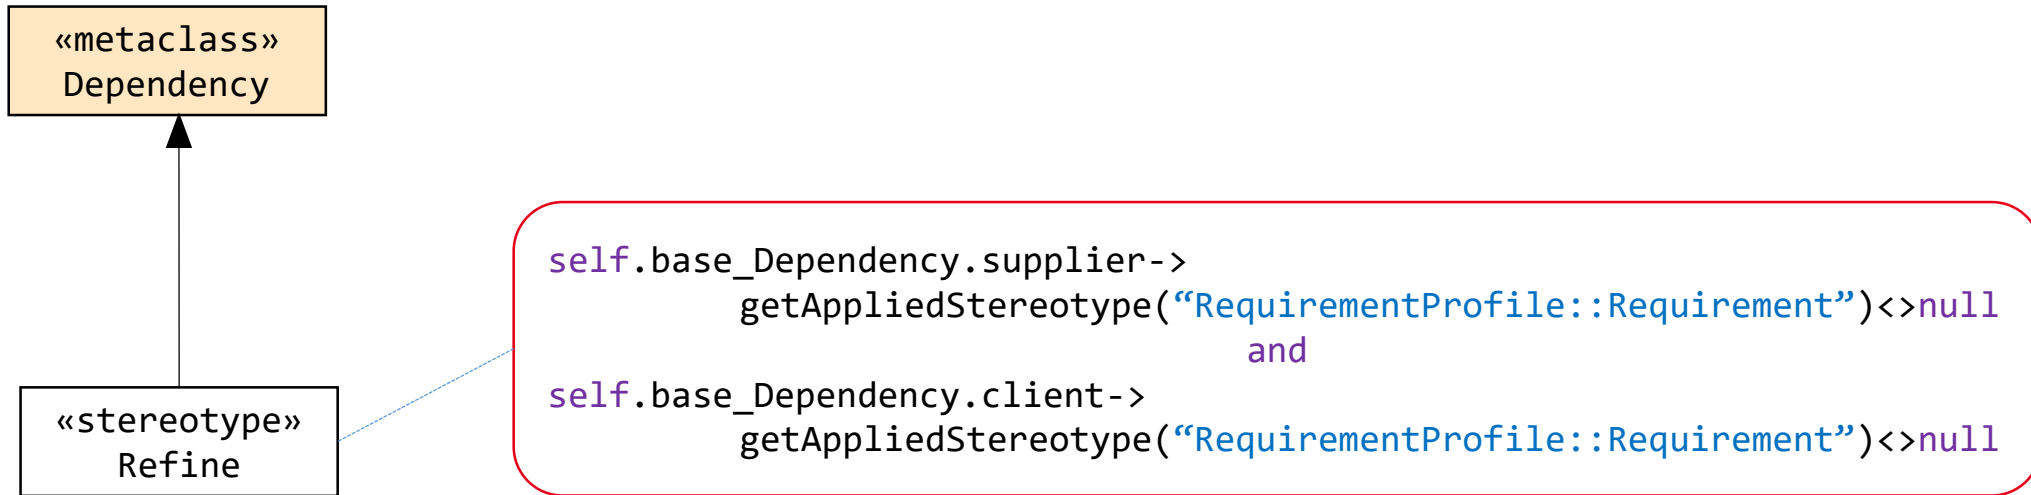 «metaclass»
Dependency
«stereotype»
Refine
self.base_Dependency.supplier->
getAppliedStereotype(“RequirementProfile::Requirement”)<>null
and
self.base_Dependency.client->
getAppliedStereotype(“RequirementProfile::Requirement”)<>null